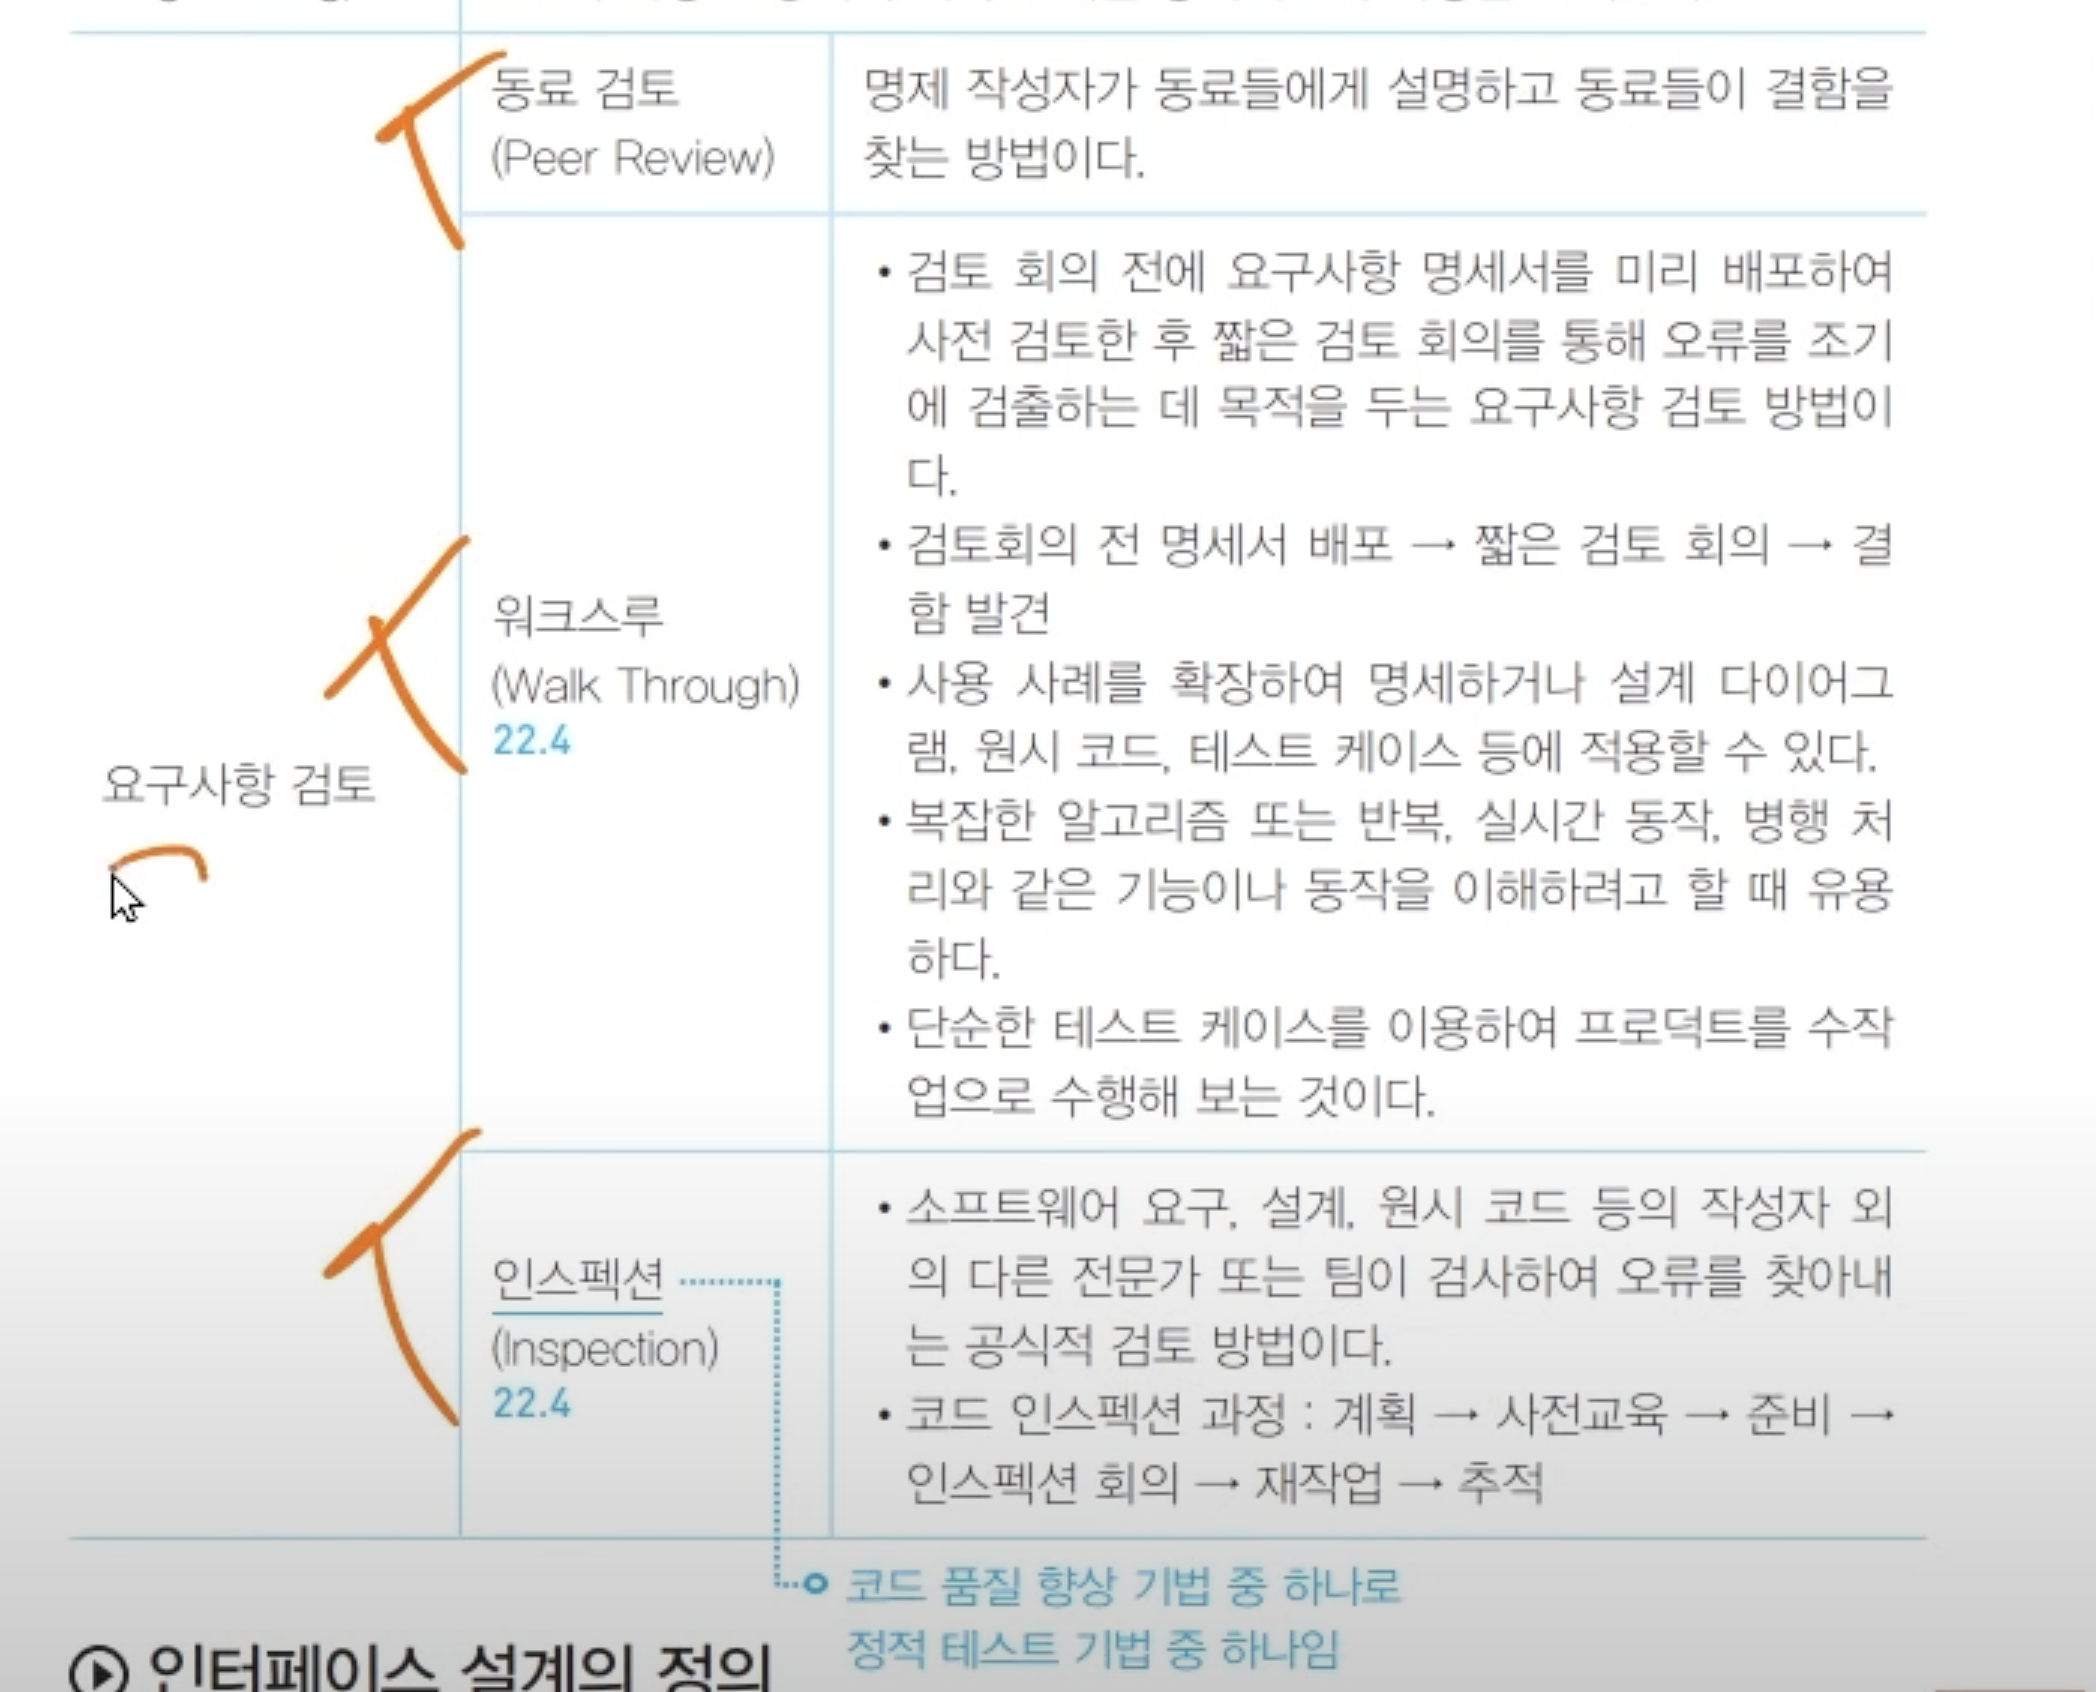 동료 검토
(Peer Review)
명제 작성자가 동료들에게 설명하고 동료들이 결함을
찾는 방법이다.
요구사항 검토
워크스루
(Walk Through)
22.4
• 검토 회의 전에 요구사항 명세서를 미리 배포하여
사전 검토한 후 짧은 검토 회의를 통해 오류를 조기
에 검출하는 데 목적을 두는 요구사항 검토 방법이
다.
• 검토회의 전 명세서 배포 → 짧은 검토 회의 → 결
함 발견
• 사용 사례를 확장하여 명세하거나 설계 다이어그
램, 원시 코드, 테스트 케이스 등에 적용할 수 있다.
• 복잡한 알고리즘 또는 반복, 실시간 동작, 병행 처
리와 같은 기능이나 동작을 이해하려고 할 때 유용
하다.
• 단순한 테스트 케이스를 이용하여 프로덕트를 수작
업으로 수행해 보는 것이다.
인스펙션
(Inspection)
22.4
• 소프트웨어 요구, 설계, 원시 코드 등의 작성자 외
의 다른 전문가 또는 팀이 검사하여 오류를 찾아내
는 공식적 검토 방법이다.
• 코드 인스펙션 과정 : 계획 → 사전교육 → 준비 →
인스펙션 회의 → 재작업 → 추적
코드 품질 향상 기법 중 하나로
정적 테스트 기법 중 하나임
인터페이스 설계의 정의